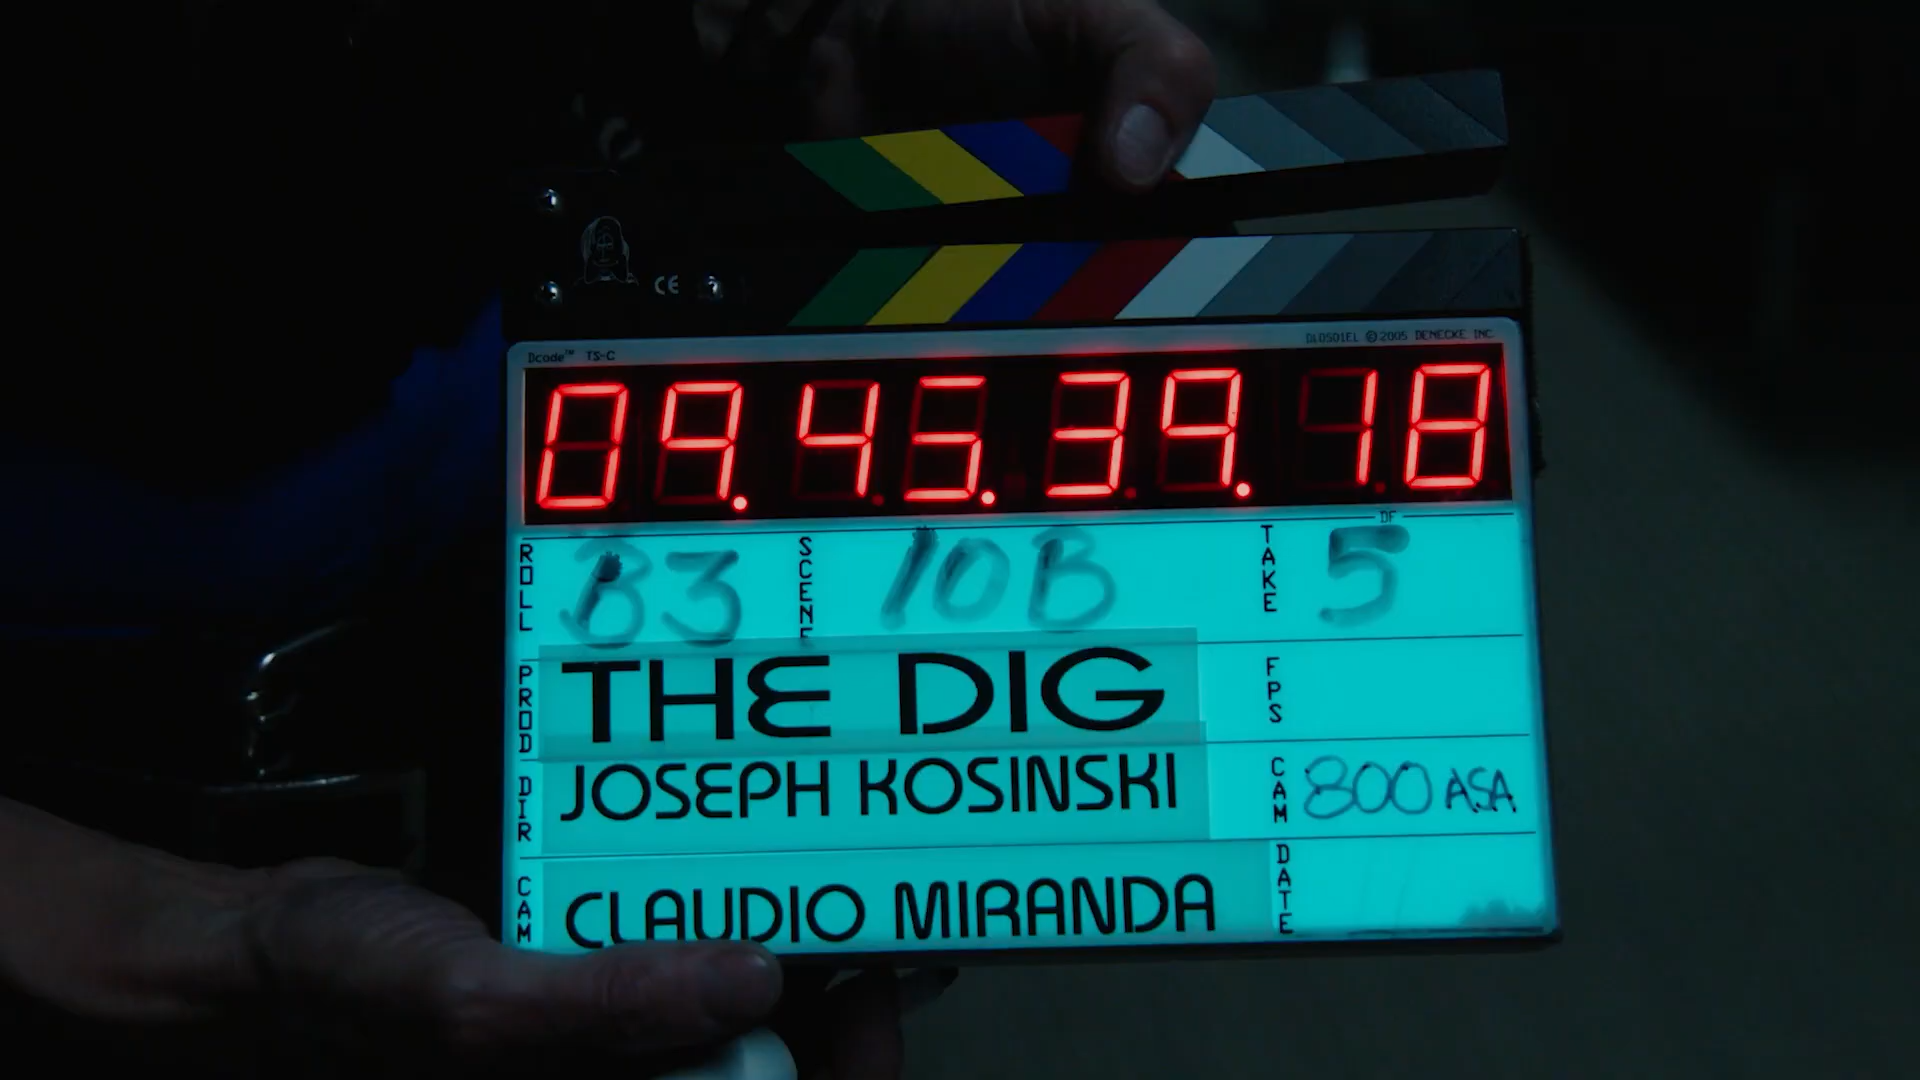 CE
Dcode™ TS-C
DLOSO1EL ©2005 DENECKE INC
09.45.39.18
DF
ROLL B3 SCENE 10B TAKE 5
PROD THE DIG FPS
DIR JOSEPH KOSINSKI CAM 800 ASA
CAM CLAUDIO MIRANDA DATE